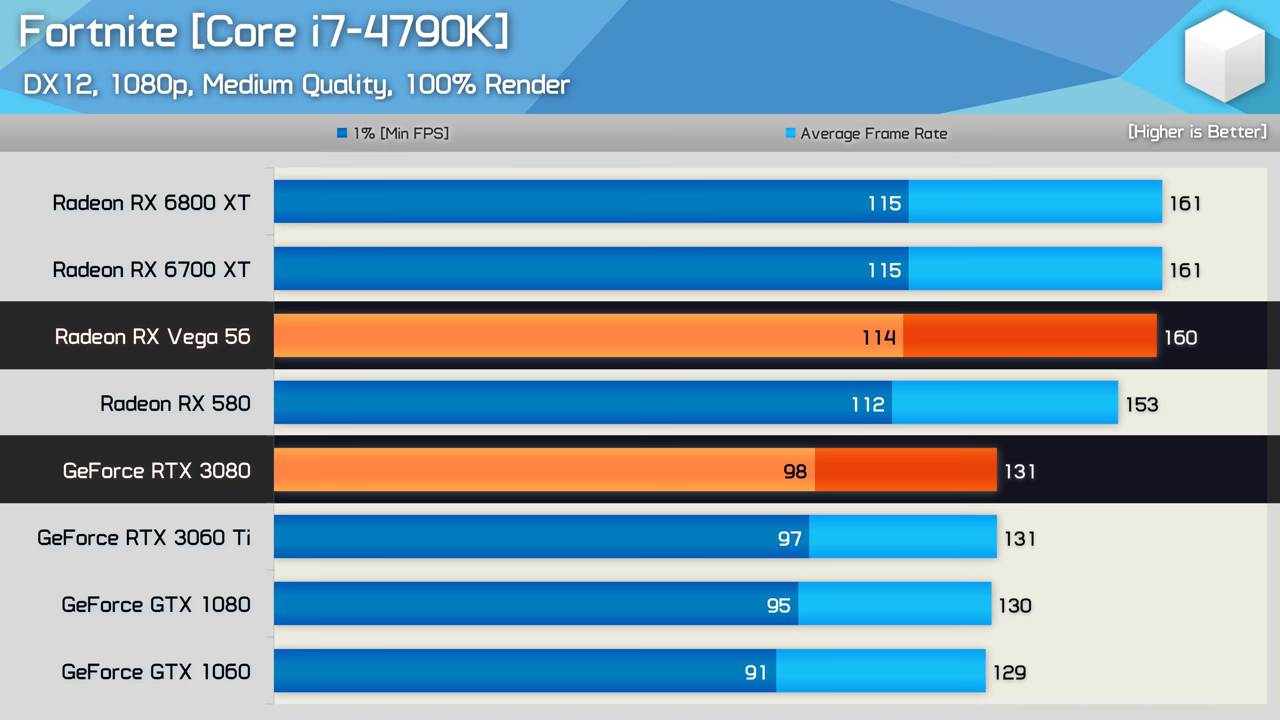 Fortnite [Core i7-4790K]
DX12, 1080p, Medium Quality, 100% Render
1% [Min FPS] Average Frame Rate [Higher is Better]
Radeon RX 6800 XT 115 161
Radeon RX 6700 XT 115 161
Radeon RX Vega 56 114 160
Radeon RX 580 112 153
GeForce RTX 3080 98 131
GeForce RTX 3060 Ti 97 131
GeForce GTX 1080 95 130
GeForce GTX 1060 91 129